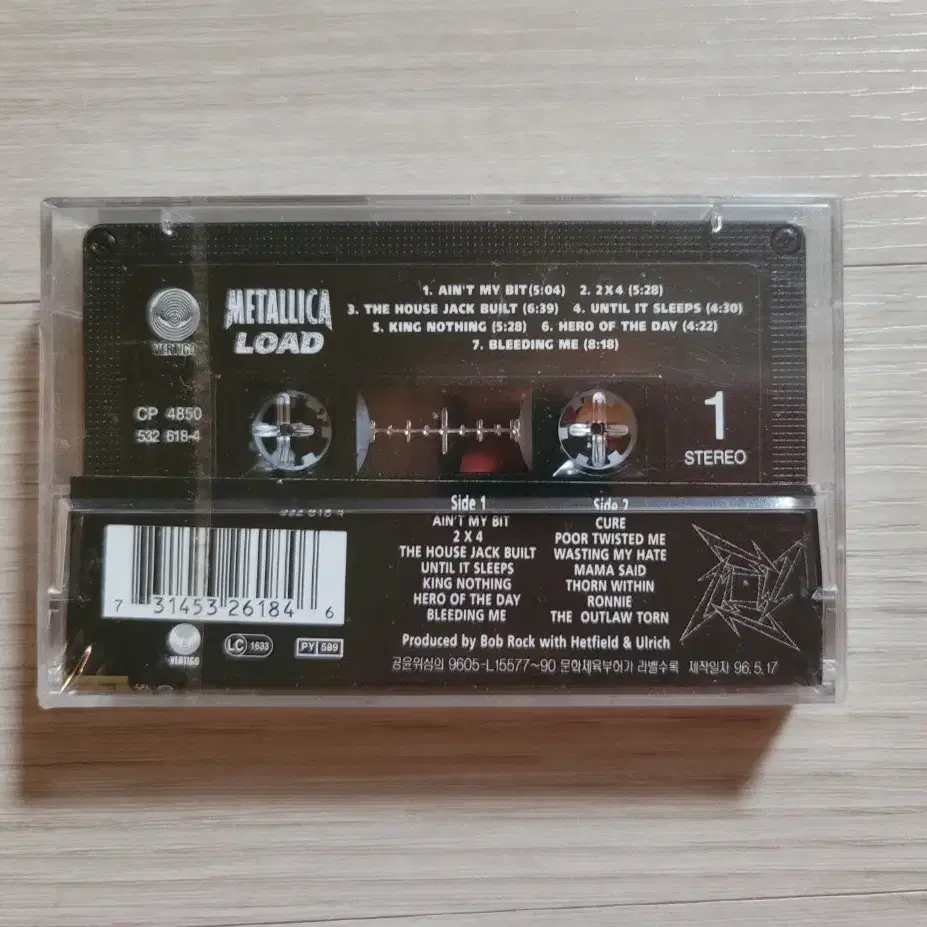 1. AIN'T MY BIT(5:04) 2. 2X4 (5:28)
3. THE HOUSE JACK BUILT (6:39) 4. UNTIL IT SLEEPS (4:30)
5. KING NOTHING (5:28) 6. HERO OF THE DAY (4:22)
7. BLEEDING ME (8:18)
METALLICA
LOAD
VERTIGO
CP 4850
532 618-4
1
STEREO
532 618-4
Side 1
AIN'T MY BIT
2 X 4
THE HOUSE JACK BUILT
UNTIL IT SLEEPS
KING NOTHING
HERO OF THE DAY
BLEEDING ME
Side 2
CURE
POOR TWISTED ME
WASTING MY HATE
MAMA SAID
THORN WITHIN
RONNIE
THE OUTLAW TORN
Produced by Bob Rock with Hetfield & Ulrich
7 31453 26184 6
VERTIGO
LC 1633
PY 589
공윤위심의 9605-L15577~90 문화체육부허가 라벨수록 제작일자 96.5.17